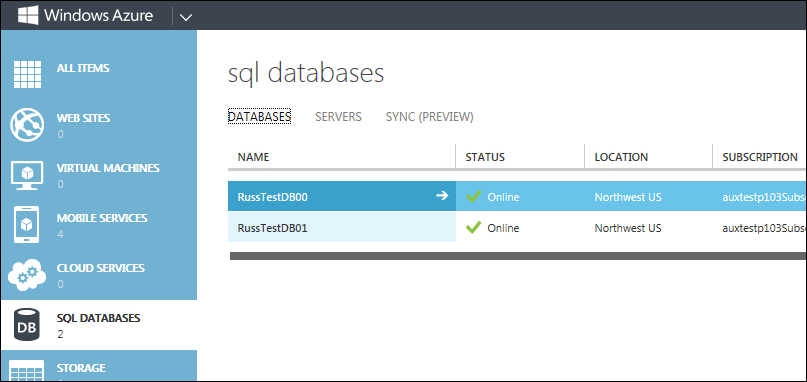 Windows Azure
ALL ITEMS
WEB SITES
0
VIRTUAL MACHINES
0
MOBILE SERVICES
4
CLOUD SERVICES
0
DB
SQL DATABASES
2
STORAGE
sql databases
DATABASES SERVERS SYNC (PREVIEW)
NAME STATUS LOCATION SUBSCRIPTION
RussTestDB00 Online Northwest US auxtestp103Subs
RussTestDB01 Online Northwest US auxtestp103Subs